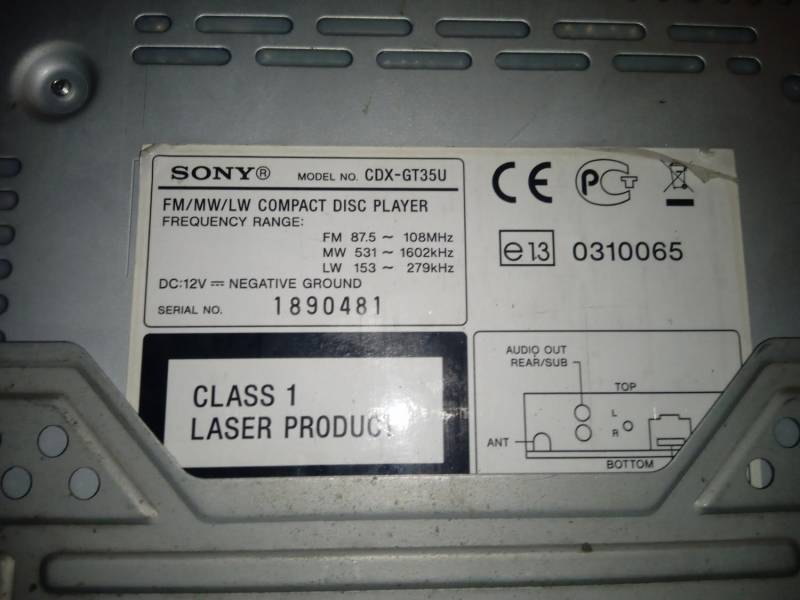 SONY® MODEL NO. CDX-GT35U
FM/MW/LW COMPACT DISC PLAYER
FREQUENCY RANGE:
FM 87.5 ~ 108MHz
MW 531 ~ 1602kHz
LW 153 ~ 279kHz
DC:12V ⎓ NEGATIVE GROUND
SERIAL NO. 1890481
CE PCT
e13 0310065
CLASS 1
LASER PRODUCT
AUDIO OUT
REAR/SUB
TOP
L
R
ANT
BOTTOM